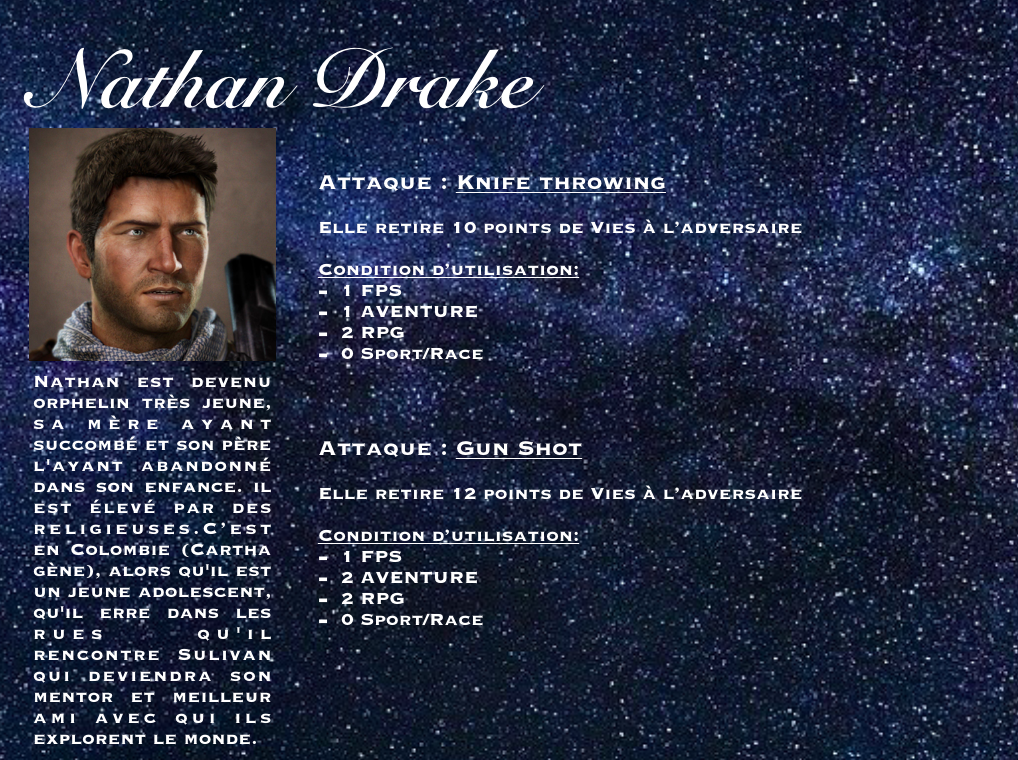 Nathan Drake
Attaque : Knife throwing
Elle retire 10 points de Vies à l'adversaire
Condition d'utilisation:
- 1 FPS
- 1 AVENTURE
- 2 RPG
- 0 Sport/Race
Nathan est devenu
orphelin très jeune,
sa mère ayant
succombé et son père
l'ayant abandonné
dans son enfance. Il
est élevé par des
religieuses.C'est
en Colombie (Cartha
gène), alors qu'il est
un jeune adolescent,
qu'il erre dans les
rues qu'il
rencontre Sulivan
qui deviendra son
mentor et meilleur
ami avec qui ils
explorent le monde.
Attaque : Gun Shot
Elle retire 12 points de Vies à l'adversaire
Condition d'utilisation:
- 1 FPS
- 2 AVENTURE
- 2 RPG
- 0 Sport/Race